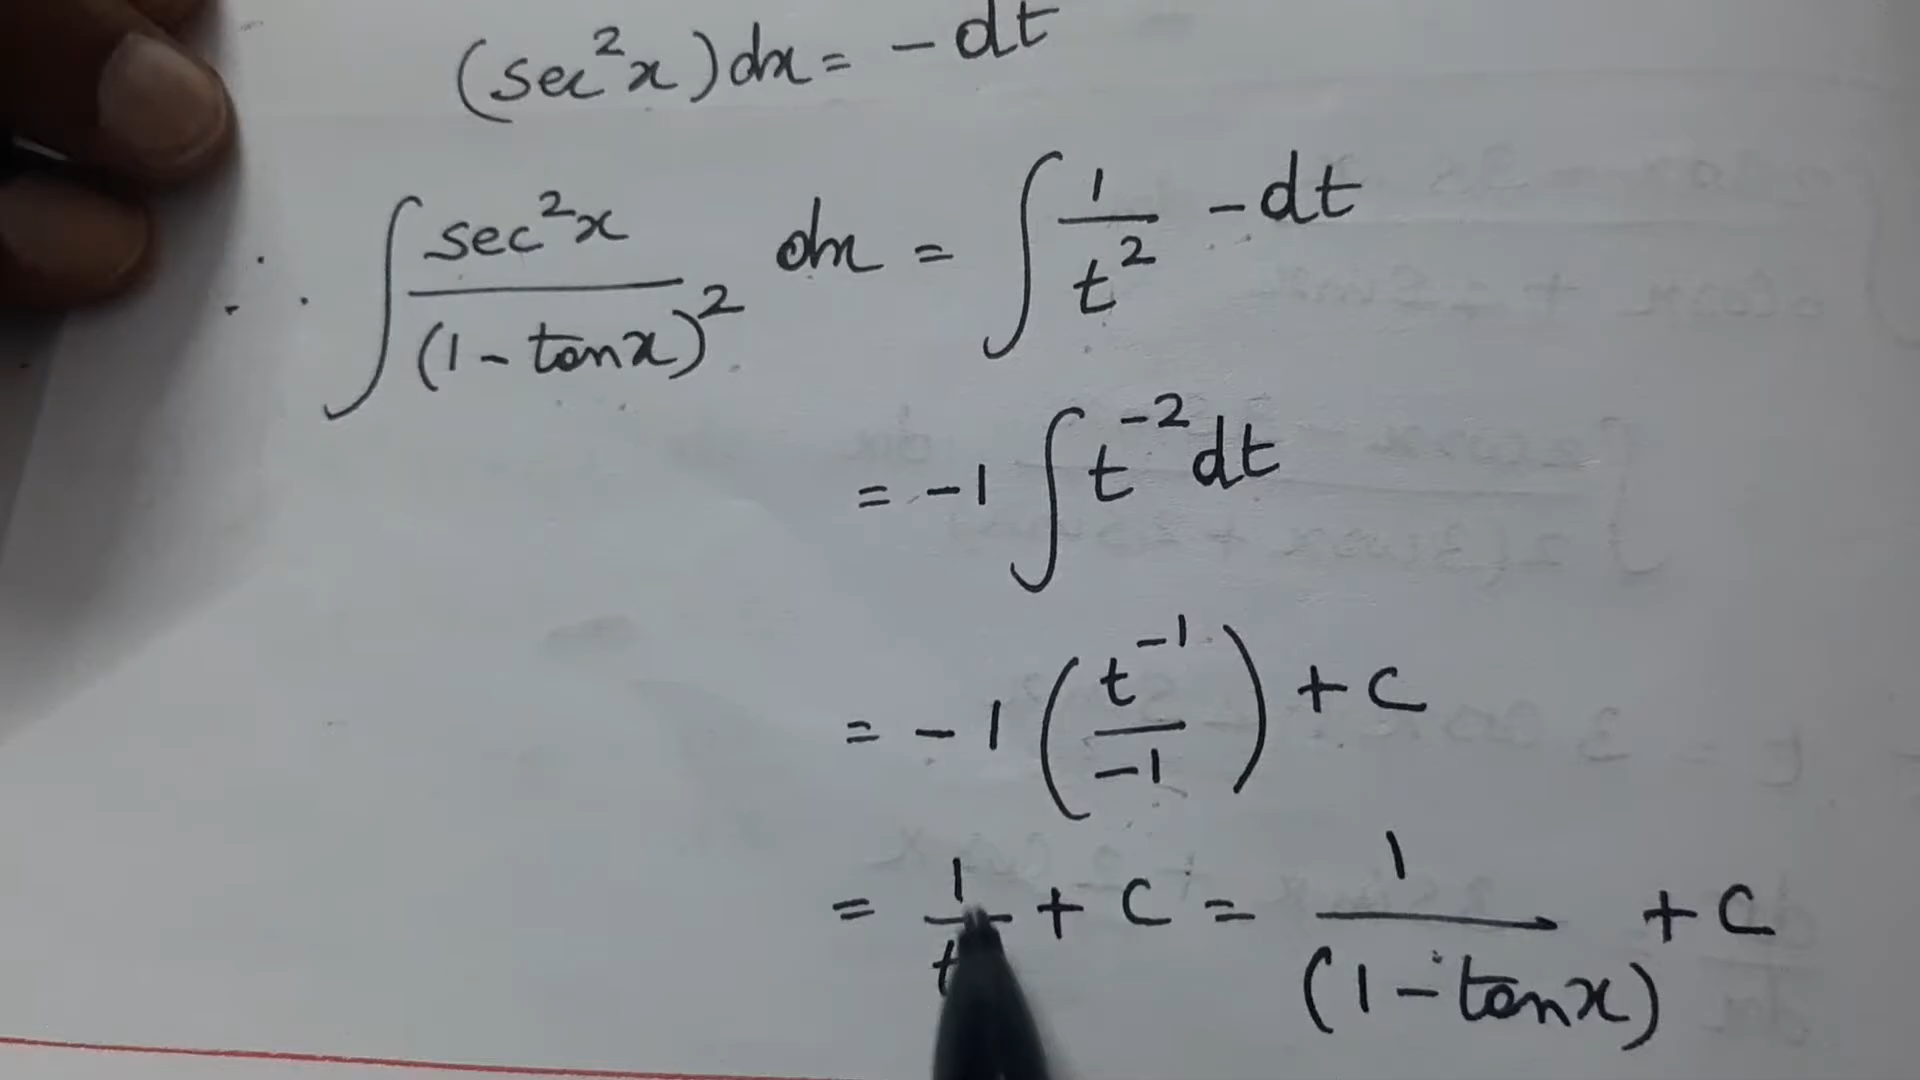 (sec²x)dx = -dt
∴ ∫ sec²x / (1 - tanx)² dx = ∫ 1/t² - dt
= -1 ∫ t⁻² dt
= -1 (t⁻¹ / -1) + c
= 1/t + c = 1 / (1 - tanx) + c